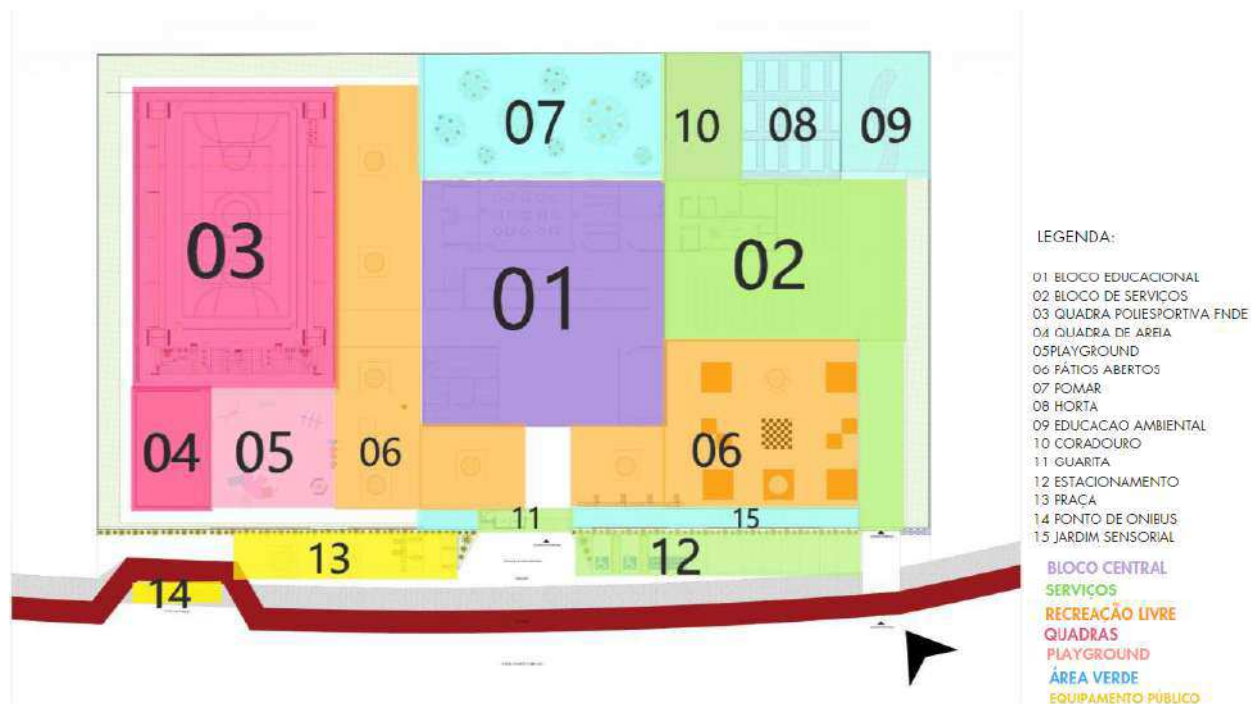 07
10
08
09
03
01
02
04
05
06
06
11
15
13
12
14
LEGENDA:
01 BLOCO EDUCACIONAL
02 BLOCO DE SERVIÇOS
03 QUADRA POLIESPORTIVA FNDE
04 QUADRA DE AREIA
05PLAYGROUND
06 PÁTIOS ABERTOS
07 POMAR
08 HORTA
09 EDUCACAO AMBIENTAL
10 CORADOURO
11 GUARITA
12 ESTACIONAMENTO
13 PRAÇA
14 PONTO DE ONIBUS
15 JARDIM SENSORIAL
BLOCO CENTRAL
SERVIÇOS
RECREAÇÃO LIVRE
QUADRAS
PLAYGROUND
ÁREA VERDE
EQUIPAMENTO PÚBLICO